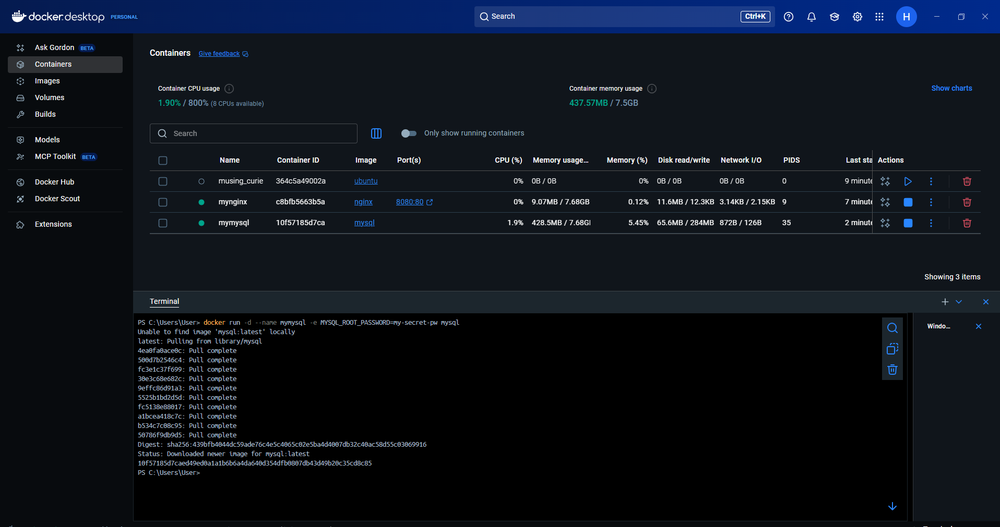 docker.desktop PERSONAL
Search Ctrl+K
H
Ask Gordon BETA
Containers
Images
Volumes
Builds
Models
MCP Toolkit BETA
Docker Hub
Docker Scout
Extensions
Containers Give feedback
Container CPU usage
1.90% / 800% (8 CPUs available)
Container memory usage
437.57MB / 7.5GB
Show charts
Search
Only show running containers
Name Container ID Image Port(s) CPU (%) Memory usage... Memory (%) Disk read/write Network I/O PIDS Last sta Actions
musing_curie 364c5a49002a ubuntu 0% 0B / 0B 0% 0B / 0B 0B / 0B 0 9 minute
mynginx c8bfb5663b5a nginx 8080:80 0% 9.07MB / 7.68GB 0.12% 11.6MB / 12.3KB 3.14KB / 2.15KB 9 7 minute
mymysql 10f57185d7ca mysql 1.9% 428.5MB / 7.68G 5.45% 65.6MB / 284MB 872B / 126B 35 2 minute
Showing 3 items
Terminal
PS C:\Users\User> docker run -d --name mymysql -e MYSQL_ROOT_PASSWORD=my-secret-pw mysql
Unable to find image 'mysql:latest' locally
latest: Pulling from library/mysql
4ea0fa0ace0c: Pull complete
500d7b2546c4: Pull complete
fc3e1c37f699: Pull complete
30e3c68e682c: Pull complete
9effc86d91a3: Pull complete
5525b1bd2d5d: Pull complete
fc5138e88017: Pull complete
a1bcea418c7c: Pull complete
b534c7c08c95: Pull complete
50786f9db9d5: Pull complete
Digest: sha256:439bfb4044dc59ade76c4e5c4065c02e5ba4d4007db32c40ac58d55c03069916
Status: Downloaded newer image for mysql:latest
10f57185d7caed49ed0a1a1b6b6a4da640d354dfb0807db43d49b20c35cd8c85
PS C:\Users\User>
Windo...